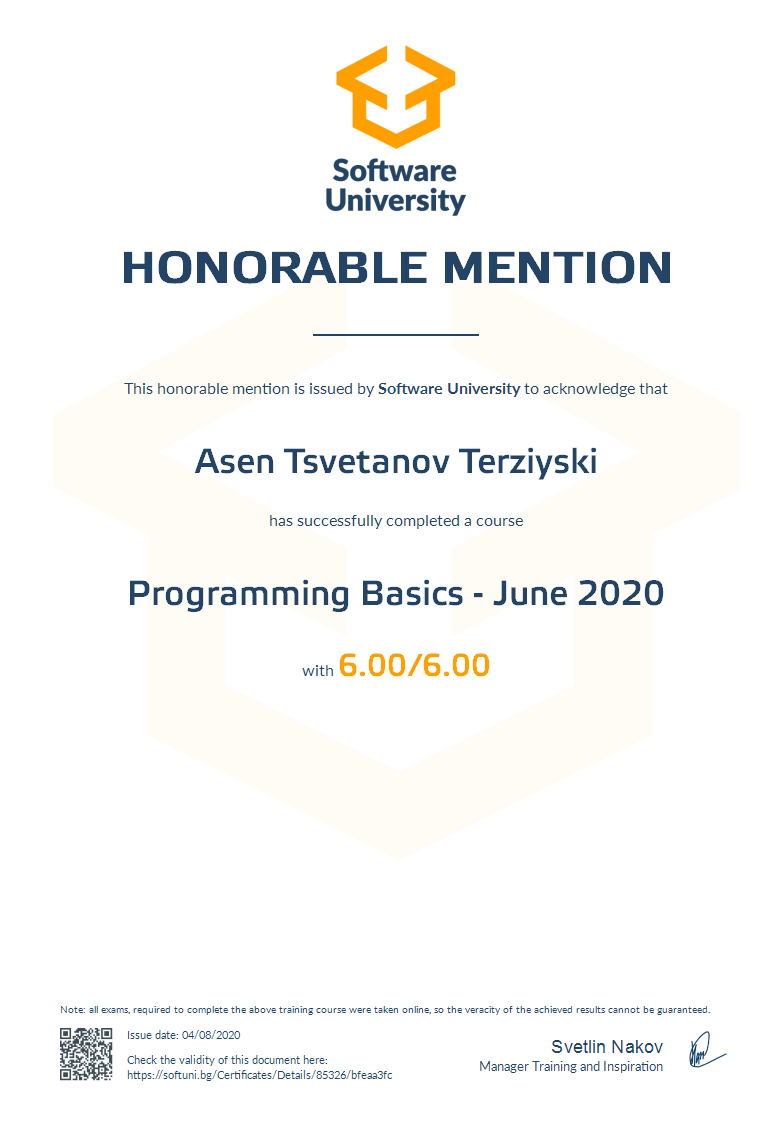 Software
University
HONORABLE MENTION
This honorable mention is issued by Software University to acknowledge that
Asen Tsvetanov Terziyski
has successfully completed a course
Programming Basics - June 2020
with 6.00/6.00
Note: all exams, required to complete the above training course were taken online, so the veracity of the achieved results cannot be guaranteed.
Issue date: 04/08/2020
Check the validity of this document here:
https://softuni.bg/Certificates/Details/85326/bfeaa3fc
Svetlin Nakov
Manager Training and Inspiration